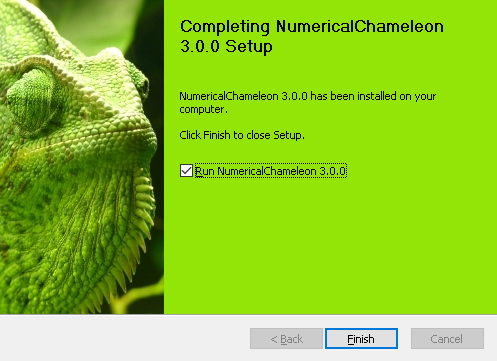 Completing NumericalChameleon
3.0.0 Setup
NumericalChameleon 3.0.0 has been installed on your
computer.
Click Finish to close Setup.
Run NumericalChameleon 3.0.0
< Back
Finish
Cancel